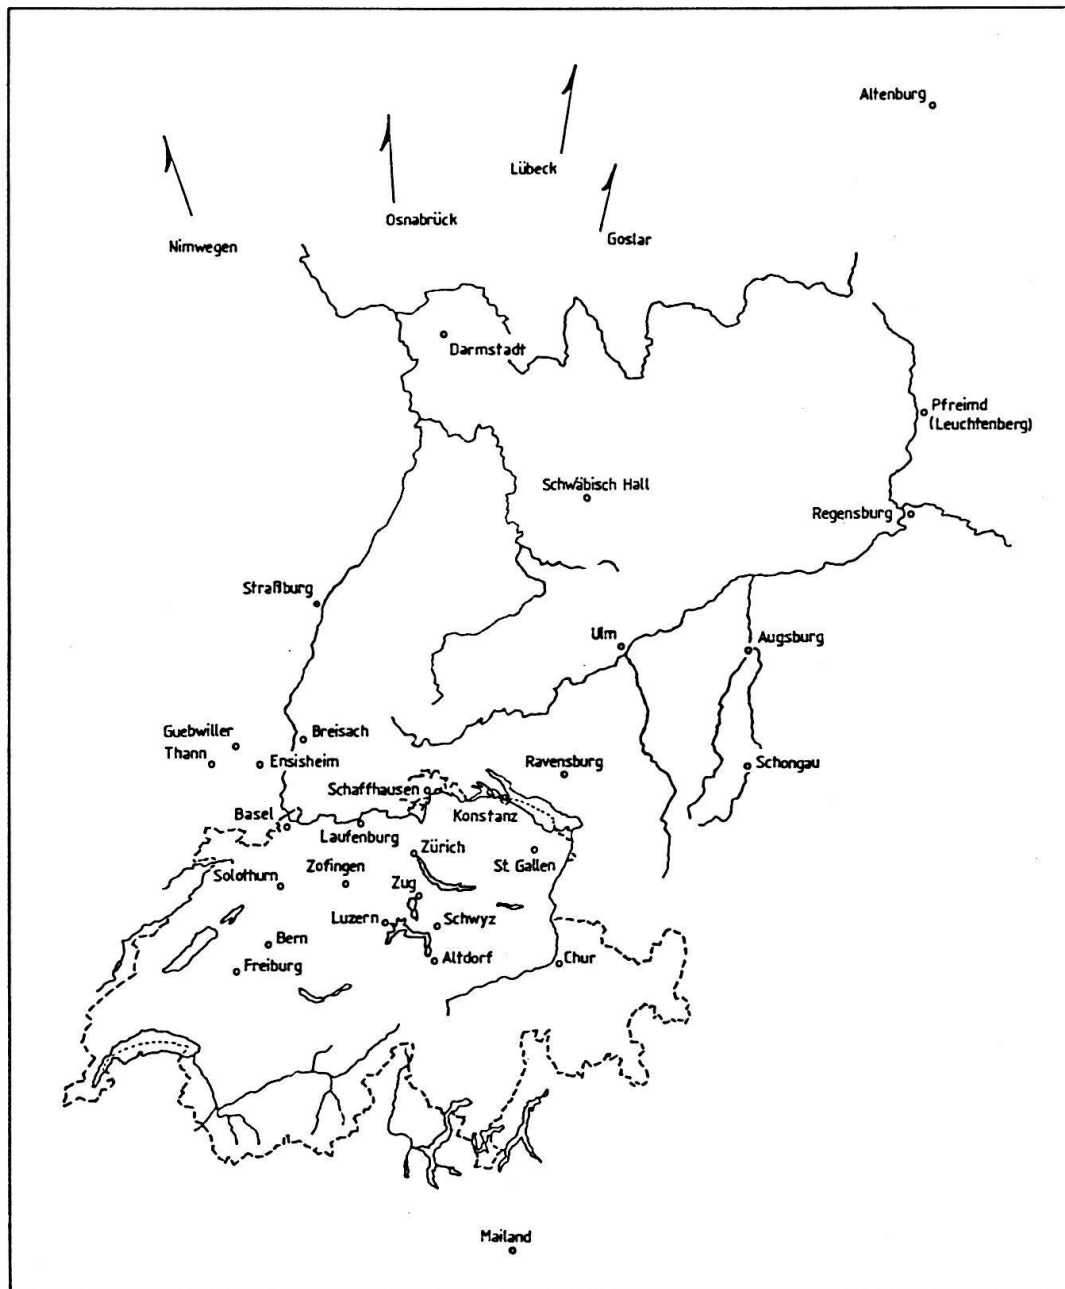 Altenburg
Lübeck
Osnabrück
Nimwegen
Goslar
Darmstadt
Pfreimd
(Leuchtenberg)
Schwäbisch Hall
Regensburg
Straßburg
Ulm
Augsburg
Guebwiller
Breisach
Thann
Ensisheim
Ravensburg
Schongau
Schaffhausen
Basel
Konstanz
Laufenburg
Zürich
St. Gallen
Solothurn
Zofingen
Zug
Luzern
Schwyz
Bern
Altdorf
Chur
Freiburg
Mailand